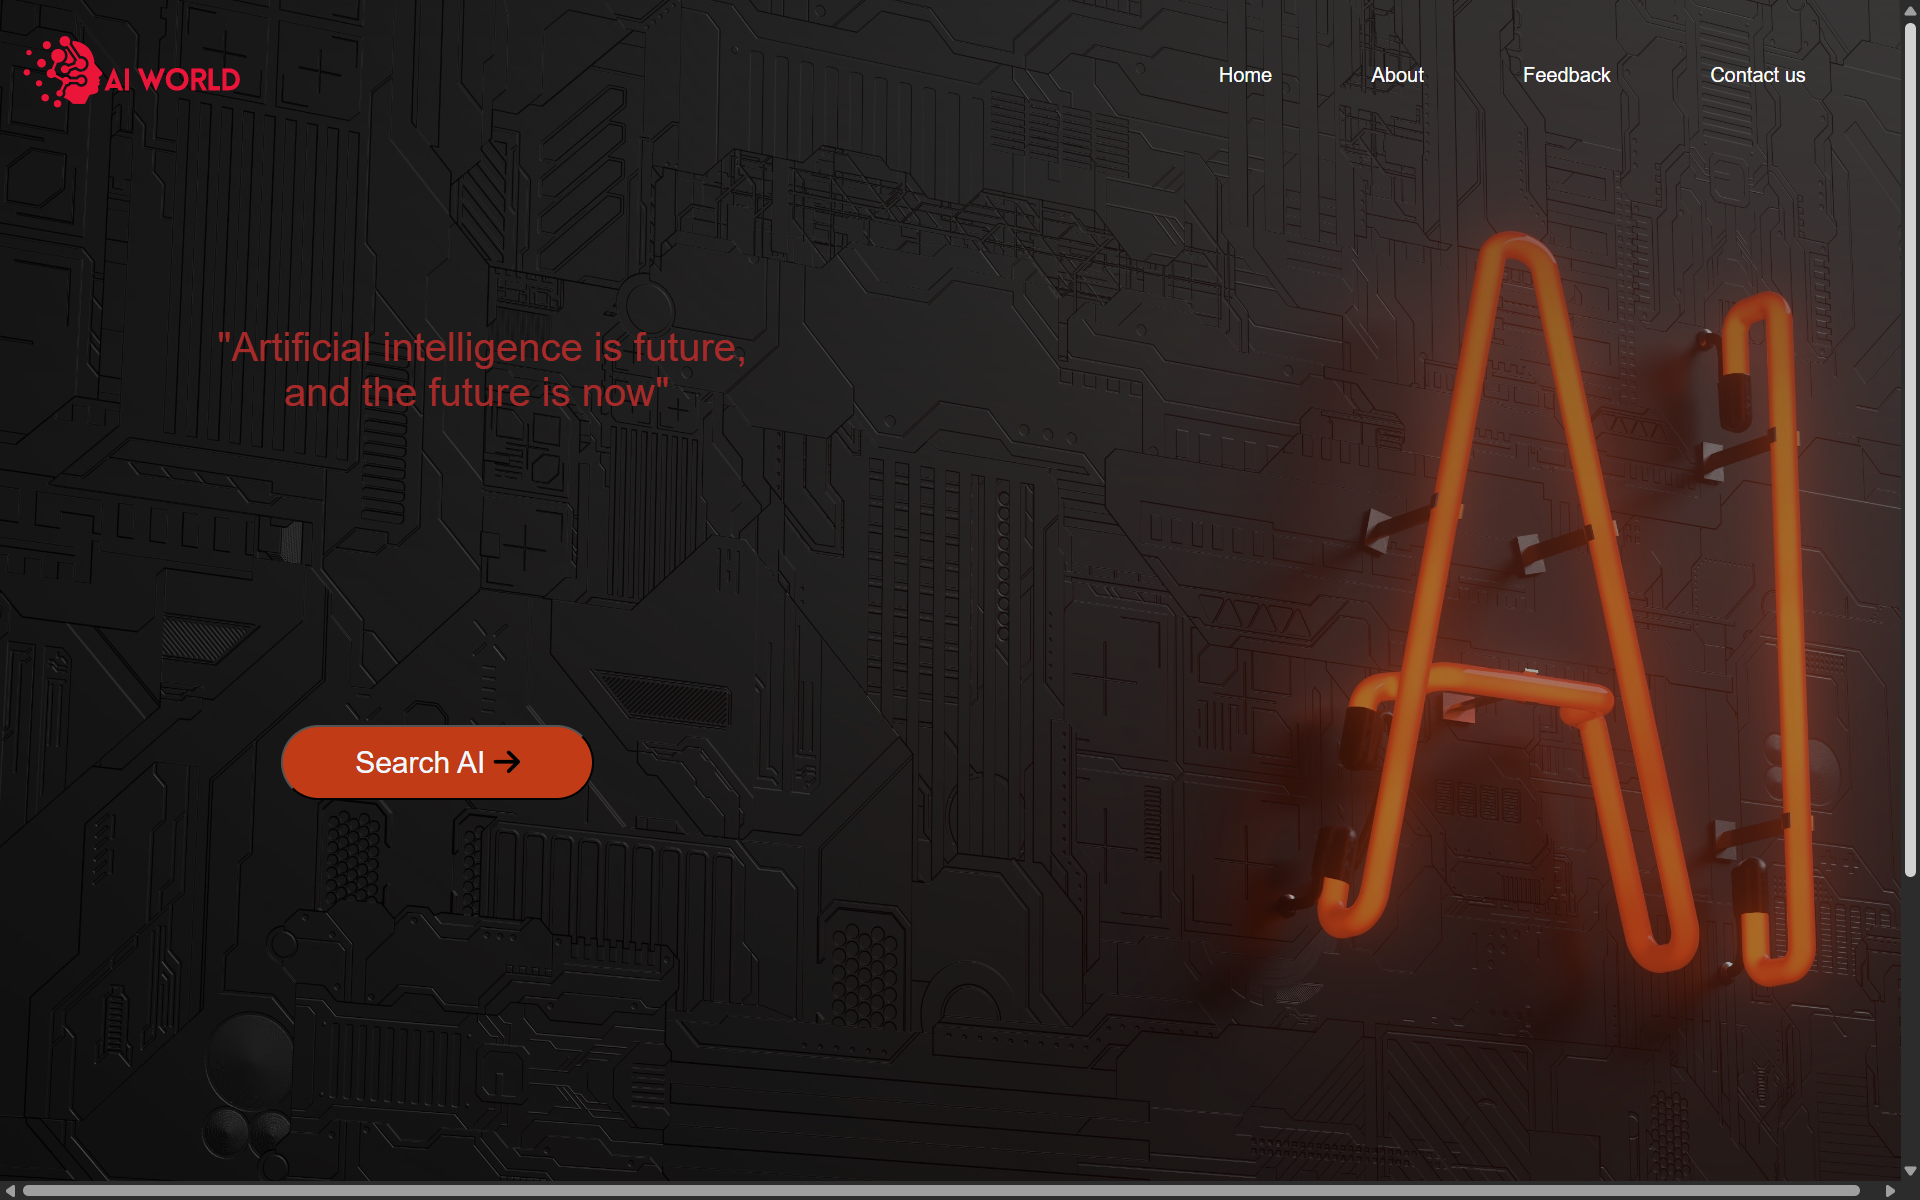 AI WORLD
Home About Feedback Contact us
"Artificial intelligence is future,
and the future is now"
Search AI →
AI